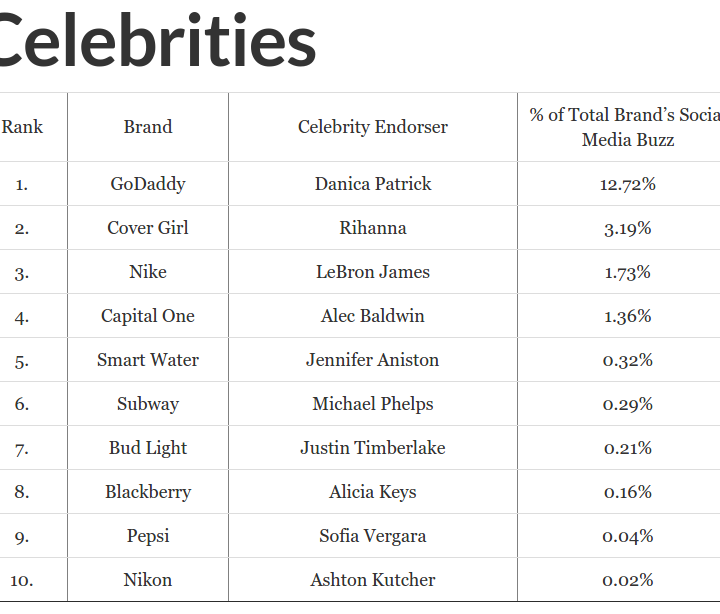 Celebrities
Rank Brand Celebrity Endorser % of Total Brand's Socia
Media Buzz
1. GoDaddy Danica Patrick 12.72%
2. Cover Girl Rihanna 3.19%
3. Nike LeBron James 1.73%
4. Capital One Alec Baldwin 1.36%
5. Smart Water Jennifer Aniston 0.32%
6. Subway Michael Phelps 0.29%
7. Bud Light Justin Timberlake 0.21%
8. Blackberry Alicia Keys 0.16%
9. Pepsi Sofia Vergara 0.04%
10. Nikon Ashton Kutcher 0.02%